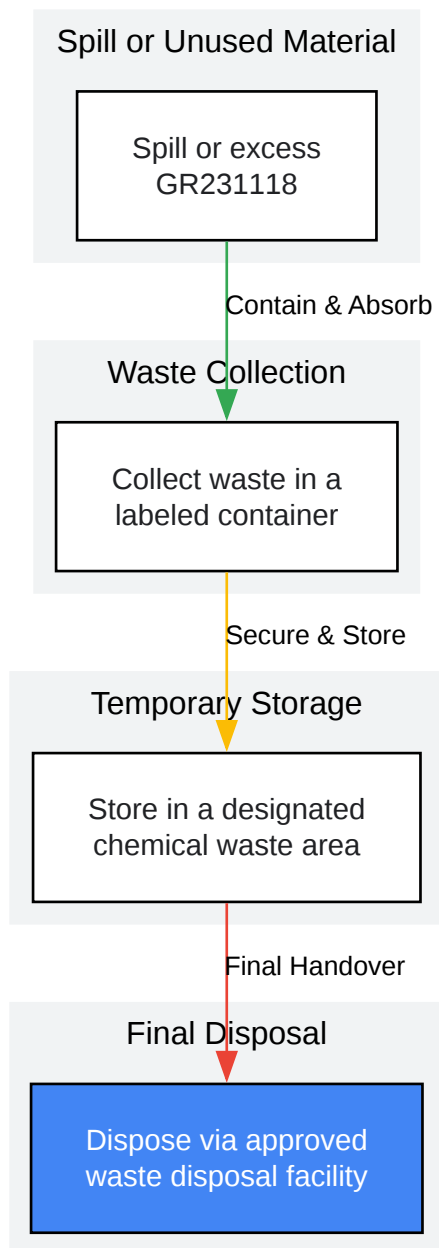 Spill or Unused Material
Spill or excess
GR231118
Contain & Absorb
Waste Collection
Collect waste in a
labeled container
Secure & Store
Temporary Storage
Store in a designated
chemical waste area
Final Handover
Final Disposal
Dispose via approved
waste disposal facility